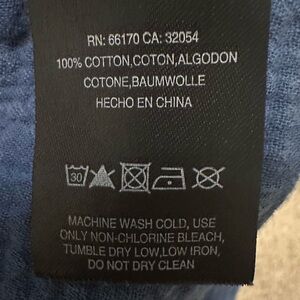 RN: 66170 CA: 32054
100% COTTON,COTON,ALGODON
COTONE,BAUMWOLLE
HECHO EN CHINA
30
MACHINE WASH COLD, USE
ONLY NON-CHLORINE BLEACH,
TUMBLE DRY LOW,LOW IRON,
DO NOT DRY CLEAN